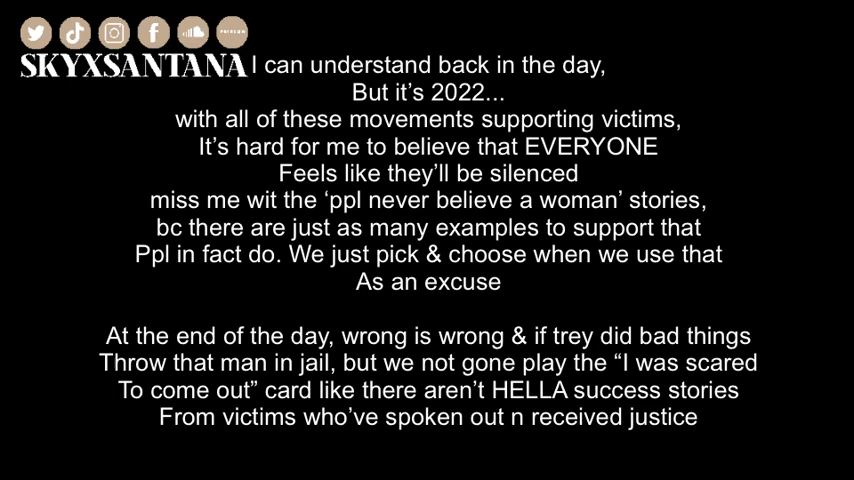 SKYXSANTANA
I can understand back in the day,
But it’s 2022...
with all of these movements supporting victims,
It’s hard for me to believe that EVERYONE
Feels like they’ll be silenced
miss me wit the ‘ppl never believe a woman’ stories,
bc there are just as many examples to support that
Ppl in fact do. We just pick & choose when we use that
As an excuse
At the end of the day, wrong is wrong & if trey did bad things
Throw that man in jail, but we not gone play the “I was scared
To come out” card like there aren’t HELLA success stories
From victims who’ve spoken out n received justice